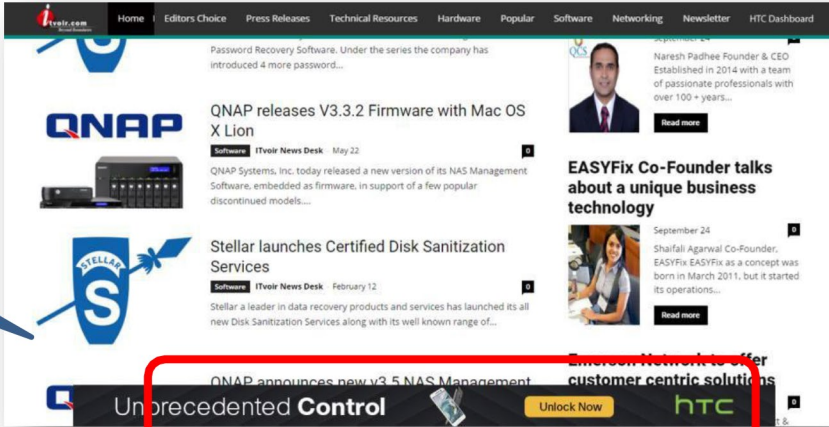 itvoir.com
Beyond Boundaries
Home
Editors Choice
Press Releases
Technical Resources
Hardware
Popular
Software
Networking
Newsletter
HTC Dashboard
Password Recovery Software. Under the series the company has
introduced 4 more password...
QNAP
QNAP releases V3.3.2 Firmware with Mac OS
X Lion
Software ITvoir News Desk - May 22
0
QNAP Systems, Inc. today released a new version of its NAS Management
Software, embedded as firmware, in support of a few popular
discontinued models....
STELLAR
S
Stellar launches Certified Disk Sanitization
Services
Software ITvoir News Desk - February 12
0
Stellar a leader in data recovery products and services has launched its all
new Disk Sanitization Services along with its well known range of...
QNAP announces new v3.5 NAS Management
September 24
QCS
Naresh Padhee Founder & CEO
Established in 2014 with a team
of passionate professionals with
over 100 + years...
Read more
EASYFix Co-Founder talks
about a unique business
technology
September 24
0
Shaifali Agarwal Co-Founder,
EASYFix EASYFix as a concept was
born in March 2011, but it started
its operations...
Read more
Emerson Network to offer
customer centric solutions
0
Unprecedented Control
Unlock Now
hTC